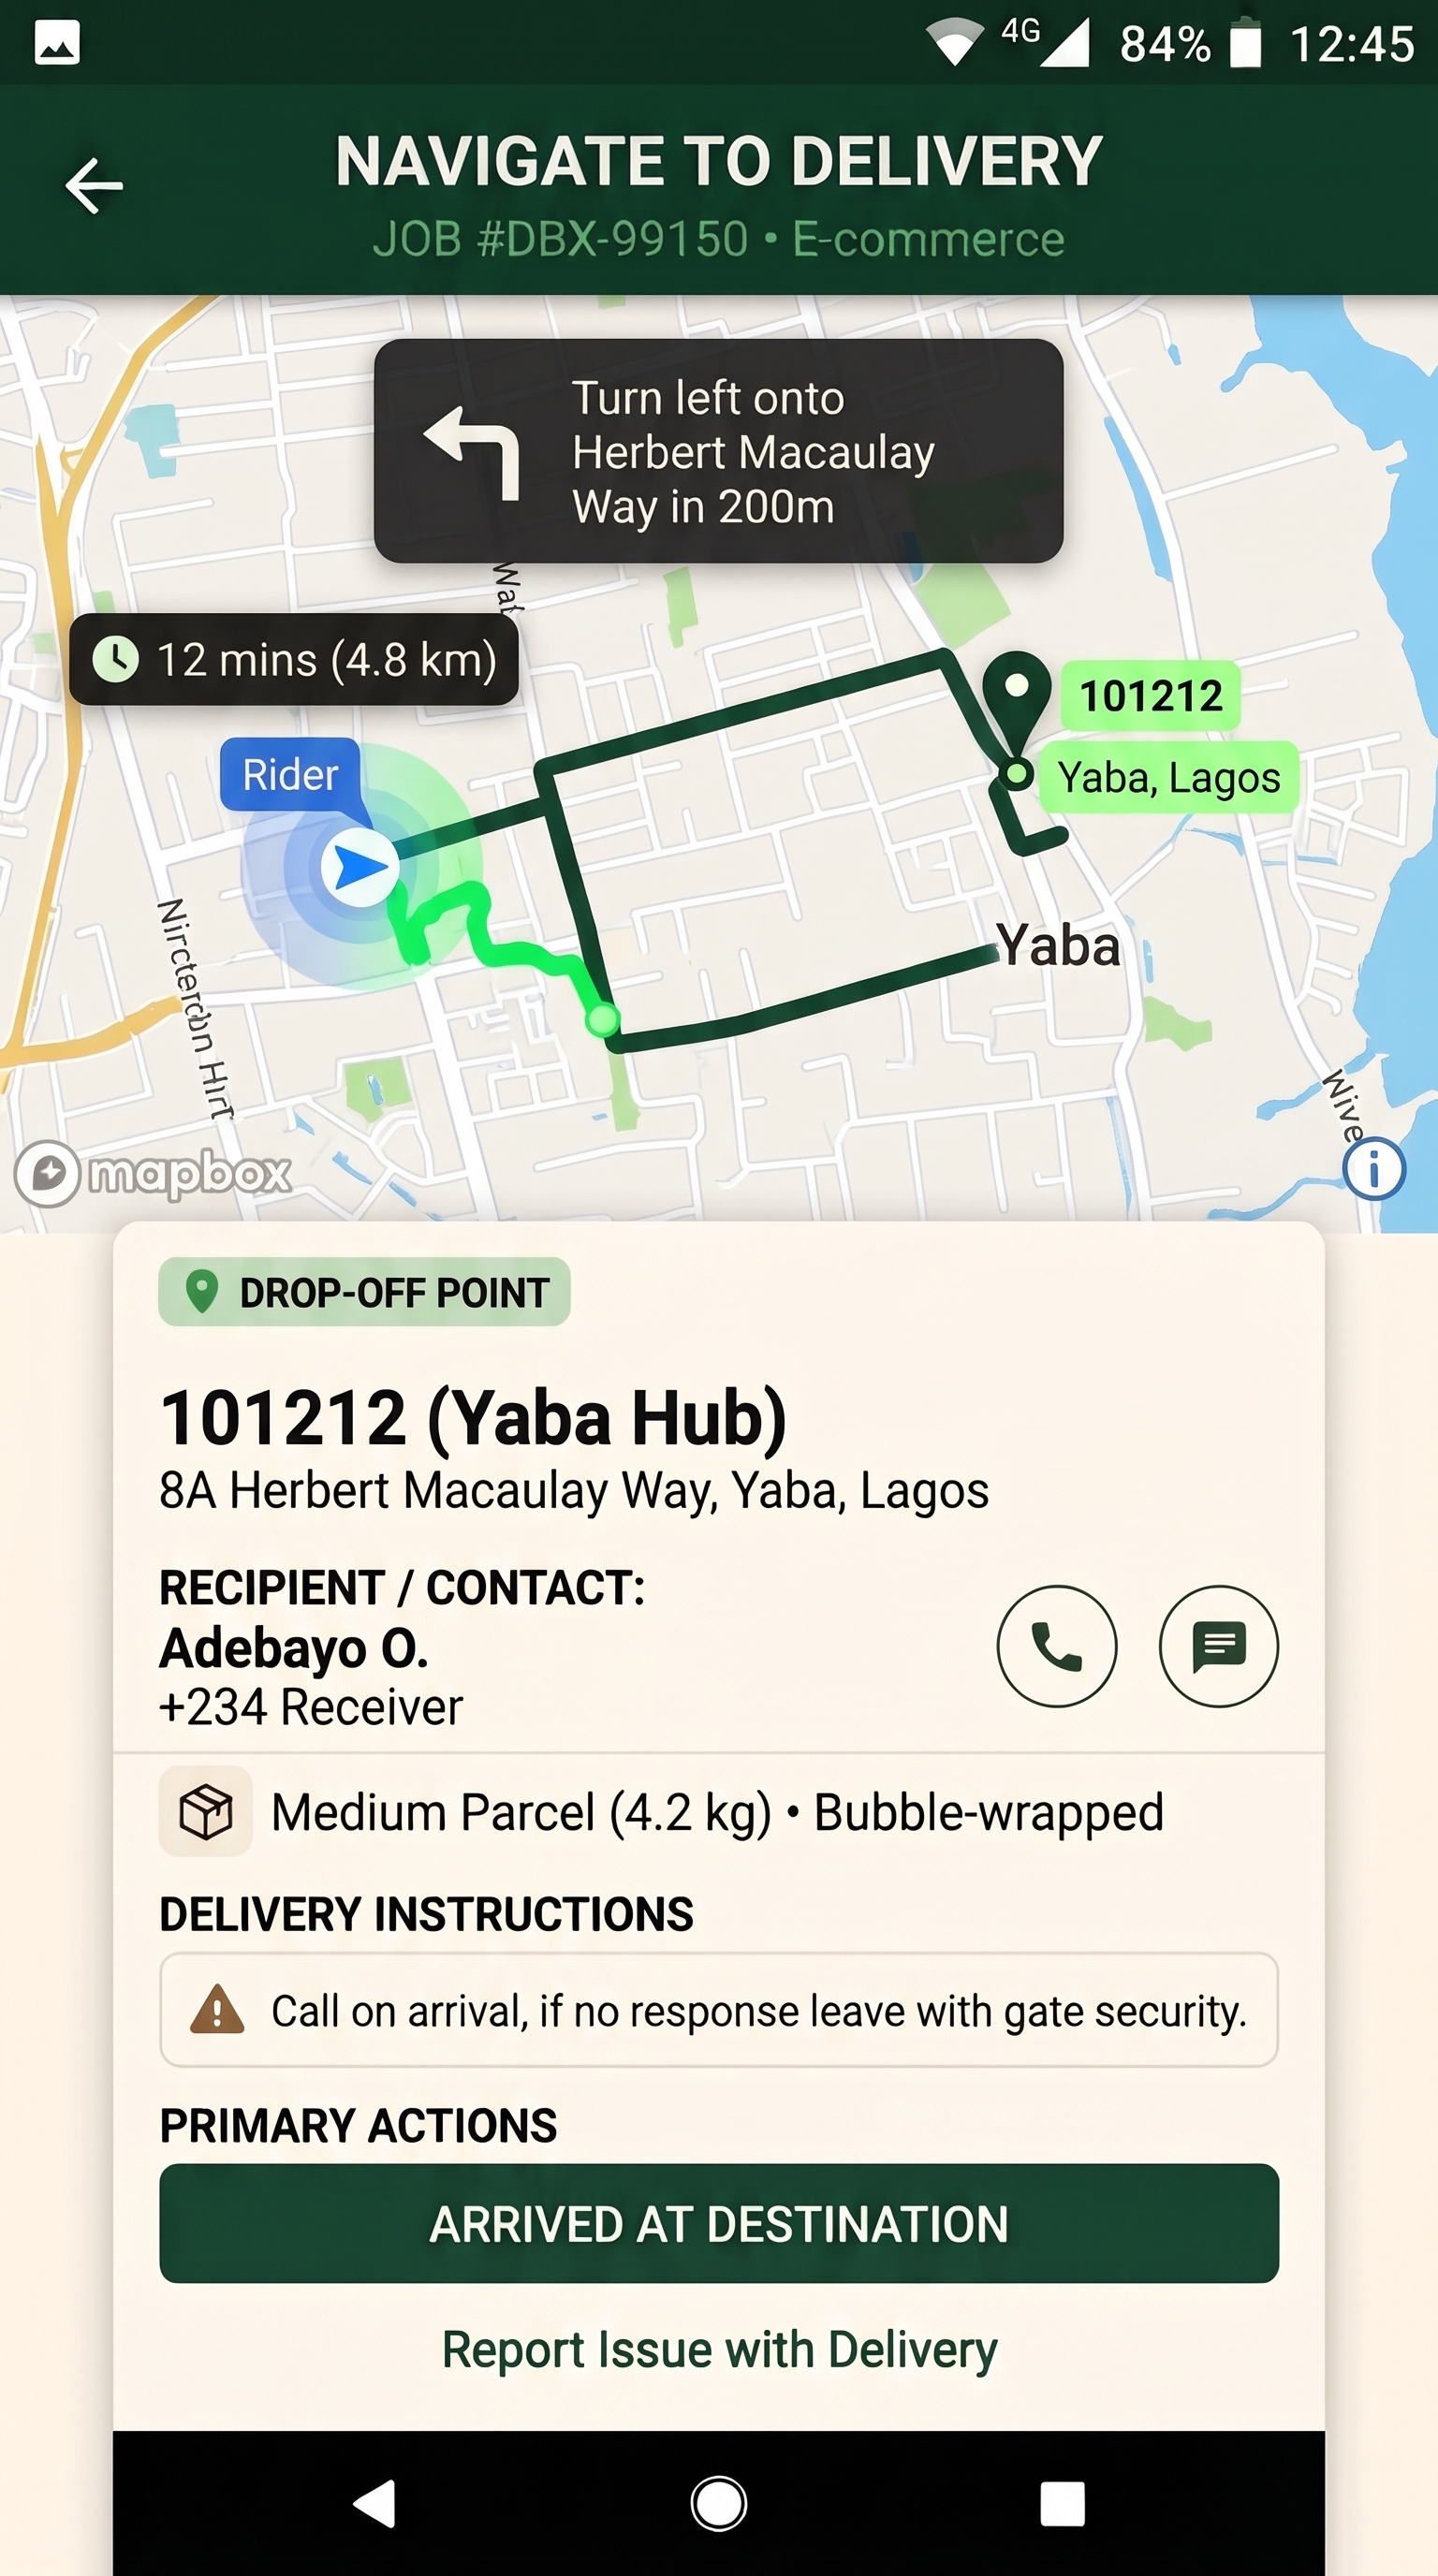 4G 84% 12:45
NAVIGATE TO DELIVERY
JOB #DBX-99150 • E-commerce
Turn left onto
Herbert Macaulay
Way in 200m
Wat
12 mins (4.8 km)
101212
Rider
Yaba, Lagos
Yaba
Wive
mapbox
DROP-OFF POINT
101212 (Yaba Hub)
8A Herbert Macaulay Way, Yaba, Lagos
RECIPIENT / CONTACT:
Adebayo O.
+234 Receiver
Medium Parcel (4.2 kg) • Bubble-wrapped
DELIVERY INSTRUCTIONS
Call on arrival, if no response leave with gate security.
PRIMARY ACTIONS
ARRIVED AT DESTINATION
Report Issue with Delivery